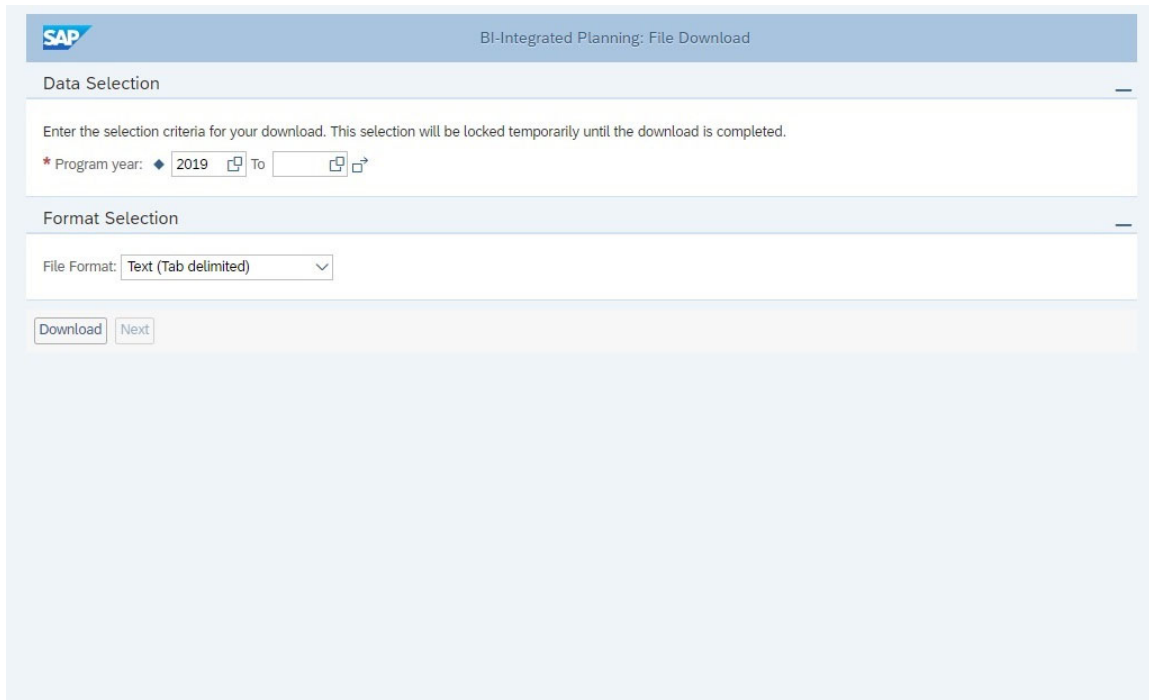 SAP
BI-Integrated Planning: File Download
Data Selection
Enter the selection criteria for your download. This selection will be locked temporarily until the download is completed.
* Program year: 2019 To
Format Selection
File Format: Text (Tab delimited)
Download Next